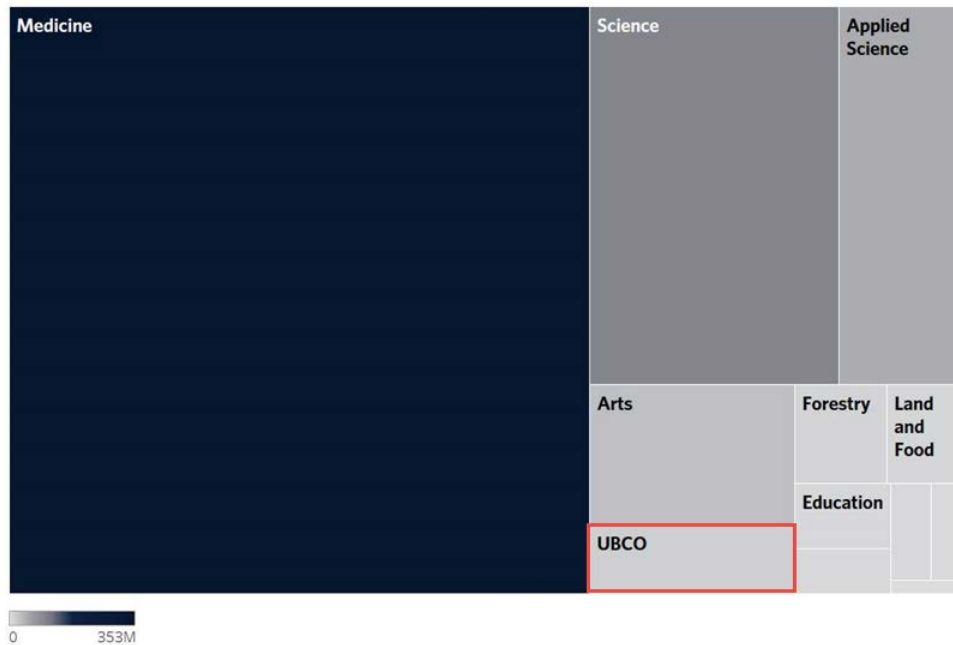 Medicine
Science
Applied
Science
Arts
Forestry
Land
and
Food
Education
UBCO
0 353M